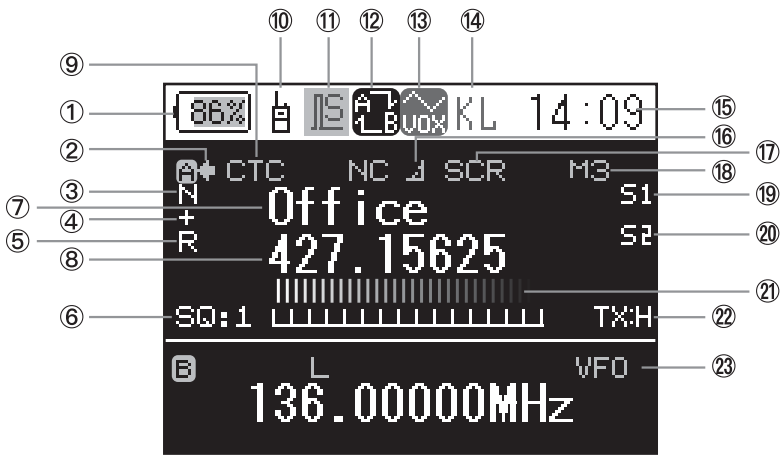 ⑩ ⑪ ⑫ ⑬ ⑭
⑨
① 86% S A B VOX KL 14:09 ⑮
② ⑯ ⑰
A CTC NC SCR M3 ⑱
③ N S1 ⑲
⑦ Office
④ +
⑤ R S2 ⑳
⑧ 427.15625
㉑
⑥ SQ:1 TX:H ㉒
B L VFO ㉓
136.00000MHz